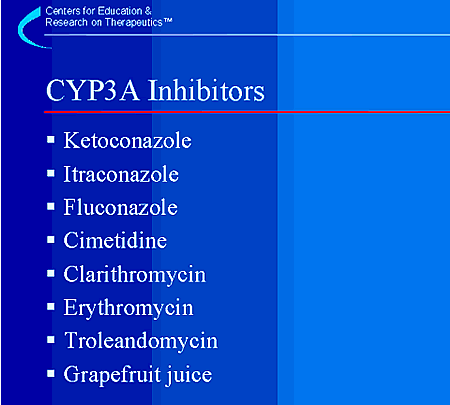 Centers for Education &
Research on Therapeutics™
CYP3A Inhibitors
▪ Ketoconazole
▪ Itraconazole
▪ Fluconazole
▪ Cimetidine
▪ Clarithromycin
▪ Erythromycin
▪ Troleandomycin
▪ Grapefruit juice